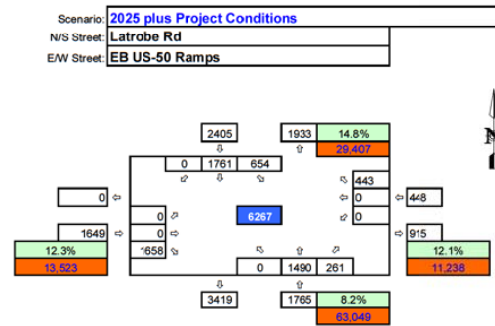 Scenario: 2025 plus Project Conditions
N/S Street: Latrobe Rd
E/W Street: EB US-50 Ramps
2405 1933 14.8%
29,407
0 1761 654
443
0 0 448
1649 0 6267 0 915
12.3% 0 12.1%
13,523 1658 11,238
0 1490 261
3419 1765 8.2%
63,049